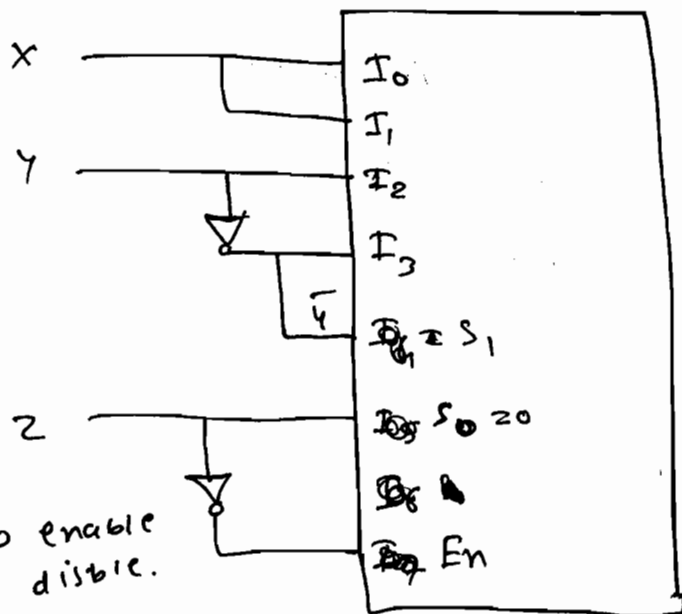 X
I₀
I₁
Y
I₂
I₃
Y̅
= S₁
Z
S₀ = 0
En
enable
disble.